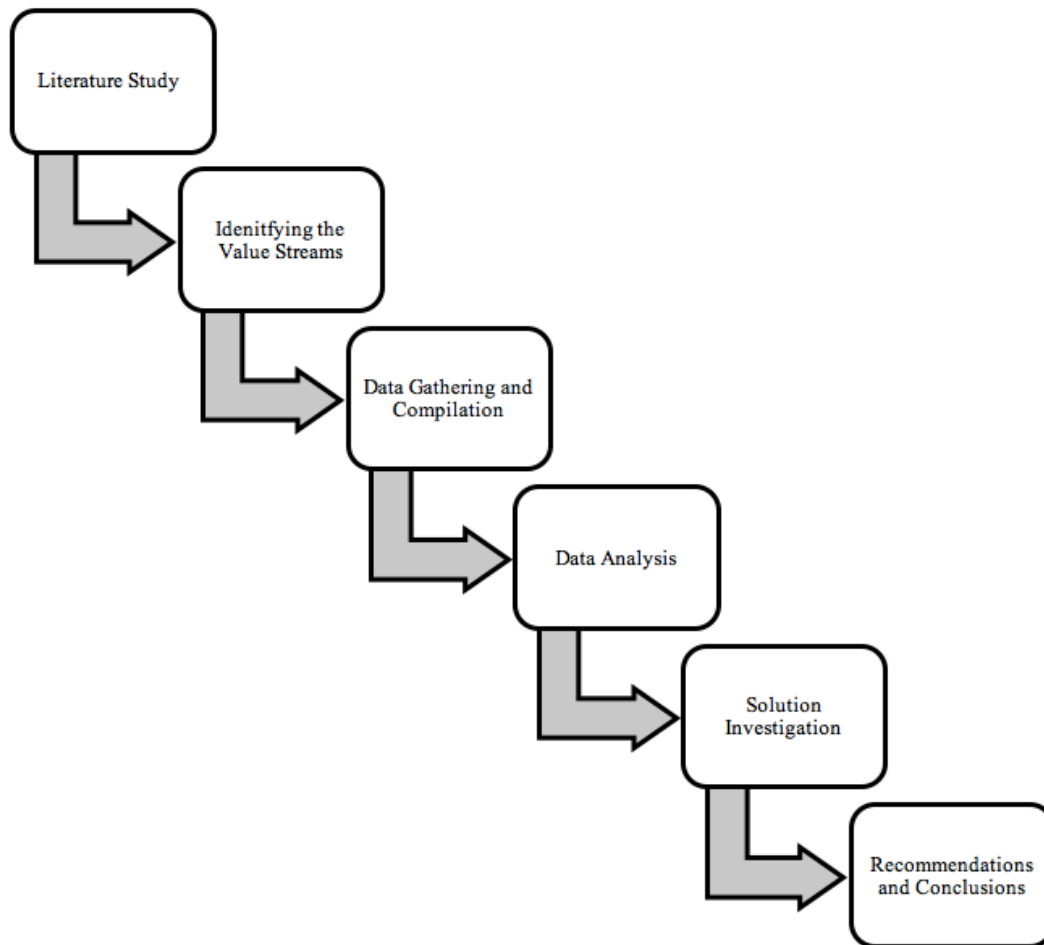 Literature Study
Idenitfying the
Value Streams
Data Gathering and
Compilation
Data Analysis
Solution
Investigation
Recommendations
and Conclusions